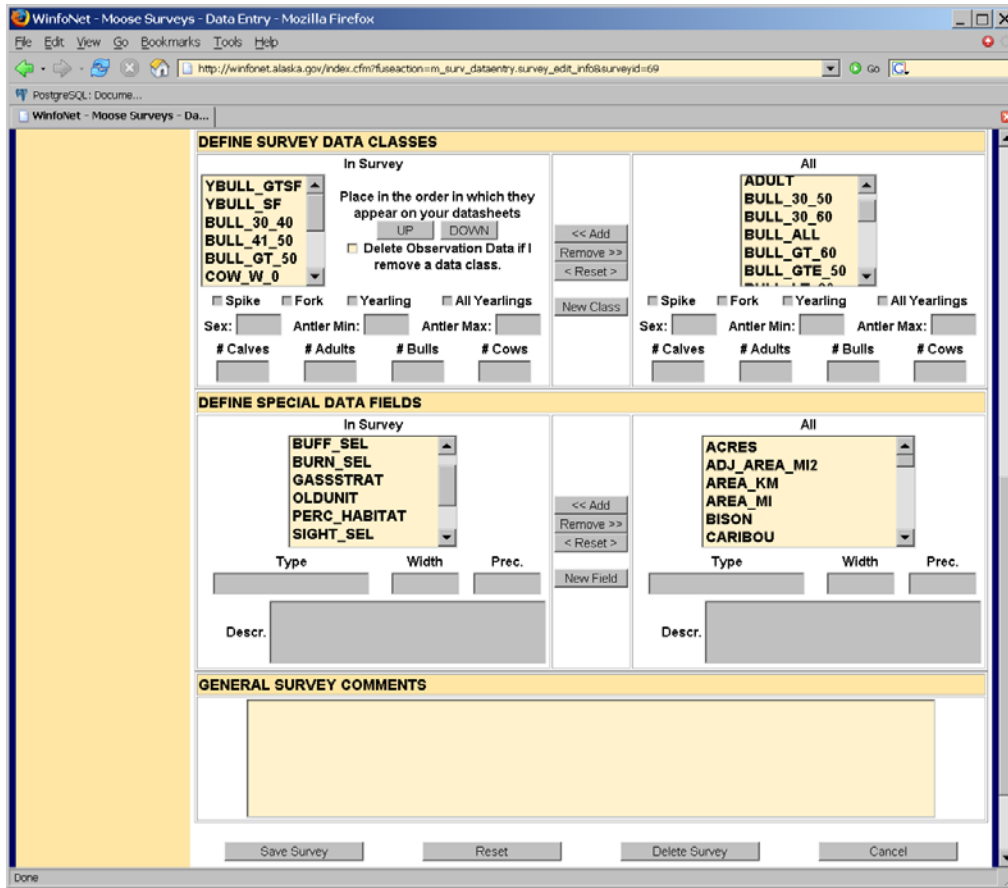 WinfoNet - Moose Surveys - Data Entry - Mozilla Firefox
File Edit View Go Bookmarks Tools Help
http://winfonet.alaska.gov/index.cfm?fuseaction=m_surv_dataentry.survey_edit_info&surveyid=69 Go
PostgreSQL: Docume...
WinfoNet - Moose Surveys - Da...
DEFINE SURVEY DATA CLASSES
In Survey
YBULL_GTSF
YBULL_SF
BULL_30_40
BULL_41_50
BULL_GT_50
COW_W_0
Place in the order in which they
appear on your datasheets
UP DOWN
Delete Observation Data if I
remove a data class.
Spike Fork Yearling All Yearlings
Sex: Antler Min: Antler Max:
# Calves # Adults # Bulls # Cows
<< Add
Remove >>
< Reset >
New Class
All
ADULT
BULL_30_50
BULL_30_60
BULL_ALL
BULL_GT_60
BULL_GTE_50
Spike Fork Yearling All Yearlings
Sex: Antler Min: Antler Max:
# Calves # Adults # Bulls # Cows
DEFINE SPECIAL DATA FIELDS
In Survey
BUFF_SEL
BURN_SEL
GASSSTRAT
OLDUNIT
PERC_HABITAT
SIGHT_SEL
Type Width Prec.
Descr.
<< Add
Remove >>
< Reset >
New Field
All
ACRES
ADJ_AREA_MI2
AREA_KM
AREA_MI
BISON
CARIBOU
Type Width Prec.
Descr.
GENERAL SURVEY COMMENTS
Save Survey Reset Delete Survey Cancel
Done